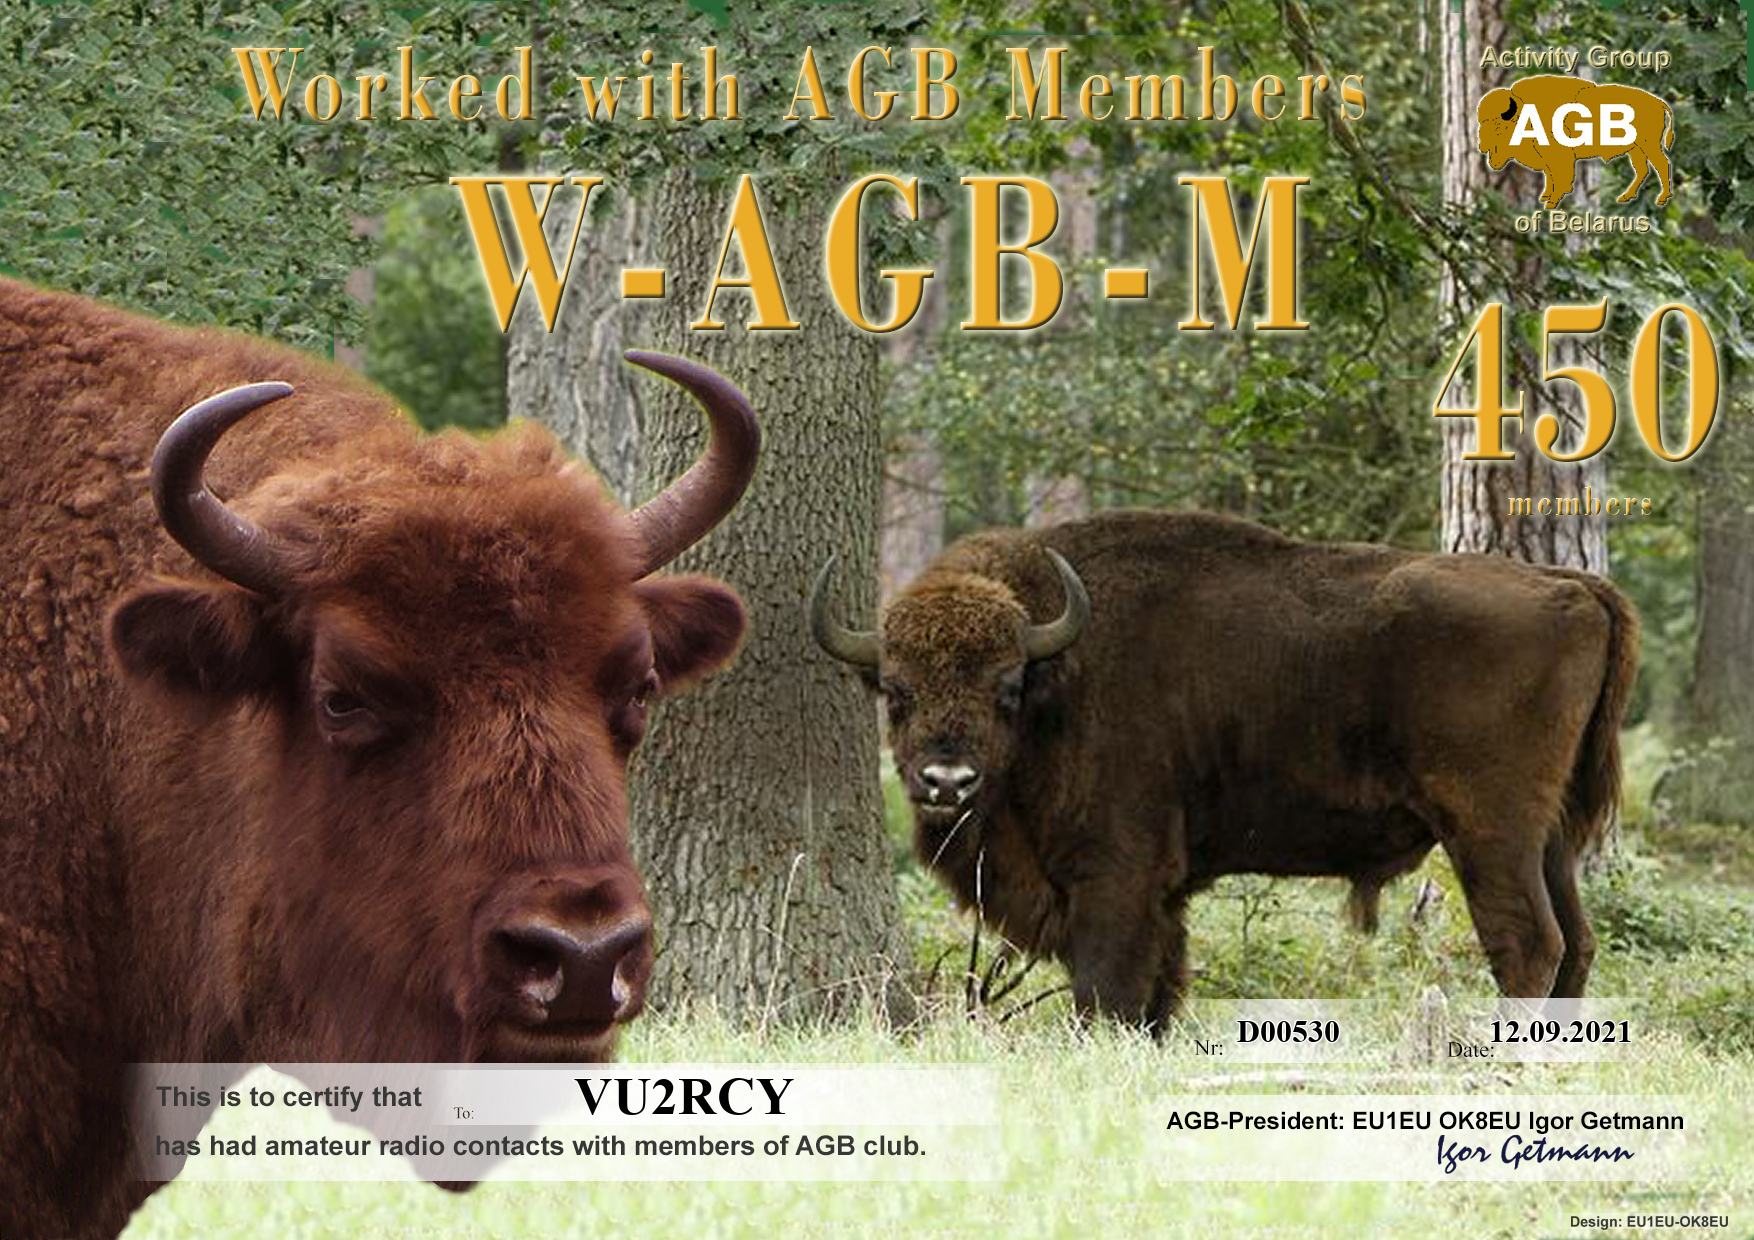 Worked with AGB Members
Activity Group
AGB
of Belarus
W-AGB-M
450
members
Nr: D00530
Date: 12.09.2021
This is to certify that
To: VU2RCY
has had amateur radio contacts with members of AGB club.
AGB-President: EU1EU OK8EU Igor Getmann
Igor Getmann
Design: EU1EU-OK8EU